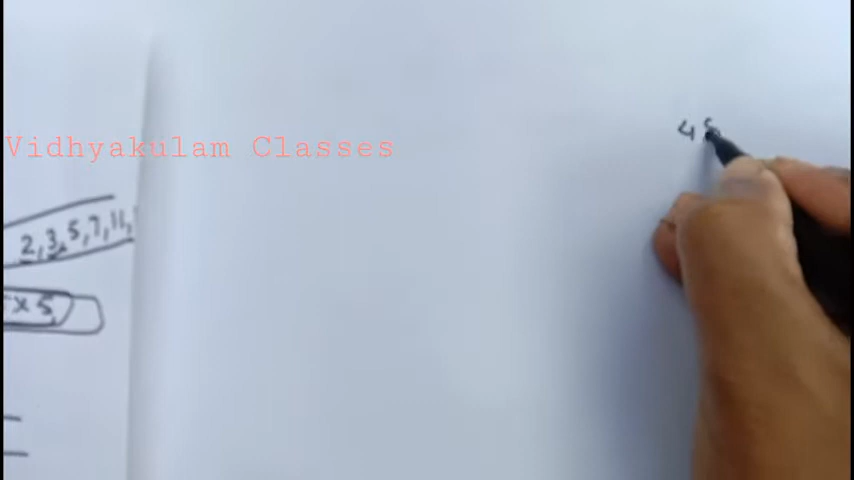 Vidhyakulam Classes
2, 3, 5, 7, 11,
× 5,
4